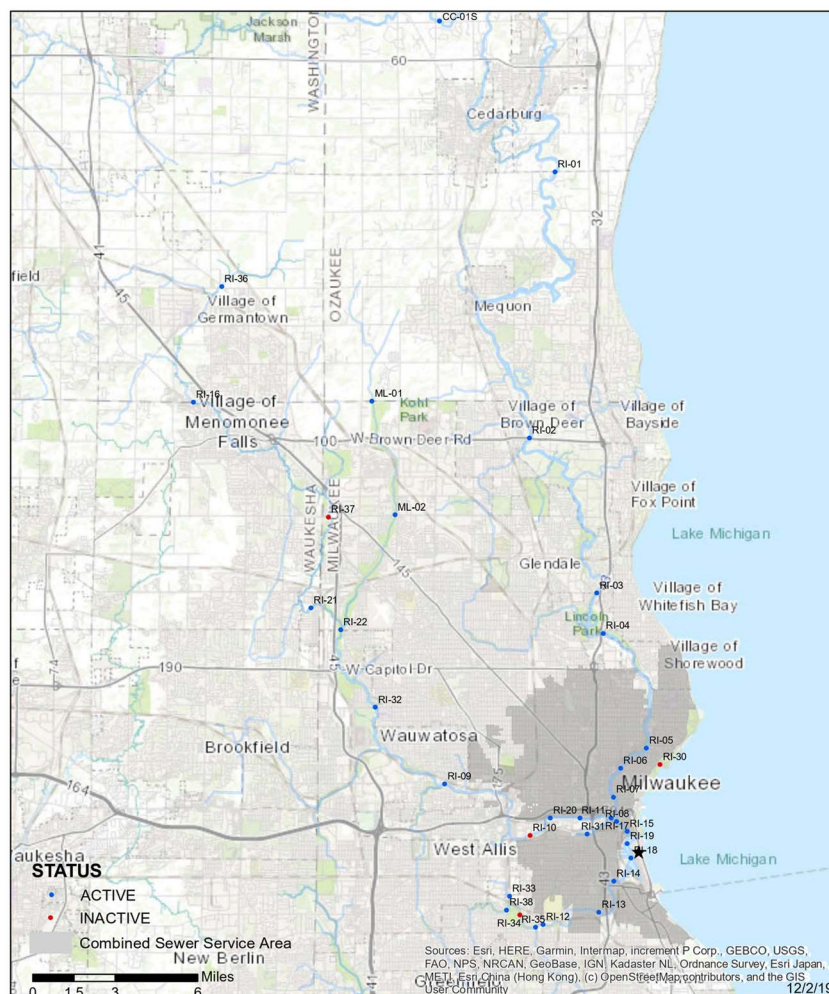 CC-01S
Jackson
Marsh
WASHINGTON
60
Cedarburg
RI-01
32
41
field
45
RI-36
Village of
Germantown
OZAUKEE
Mequon
RI-16
Village of
Menomonee
Falls
ML-01
Kohl
Park
Village of
Brown Deer
RI-02
Village of
Bayside
100
W Brown Deer Rd
Village of
Fox Point
WAUKESHA
MILWAUKEE
RI-37
ML-02
145
Lake Michigan
Glendale
RI-03
Village of
Whitefish Bay
RI-21
RI-22
Lincoln
Park
RI-04
Village of
Shorewood
74
190
45
W Capitol Dr
RI-32
Wauwatosa
Brookfield
RI-05
RI-30
RI-06
RI-09
175
Milwaukee
RI-07
164
RI-20
RI-11
RI-08
RI-10
RI-31
RI-17
RI-15
RI-19
West Allis
RI-18
Lake Michigan
aukesha
RI-14
43
RI-33
RI-38
RI-34
RI-35
RI-12
RI-13
STATUS
ACTIVE
INACTIVE
Combined Sewer Service Area
New Berlin
Miles
0 1.5 3 6
41
Greenfield
Sources: Esri, HERE, Garmin, Intermap, increment P Corp., GEBCO, USGS,
FAO, NPS, NRCAN, GeoBase, IGN, Kadaster NL, Ordnance Survey, Esri Japan,
METI, Esri China (Hong Kong), (c) OpenStreetMap contributors, and the GIS
User Community
12/2/19